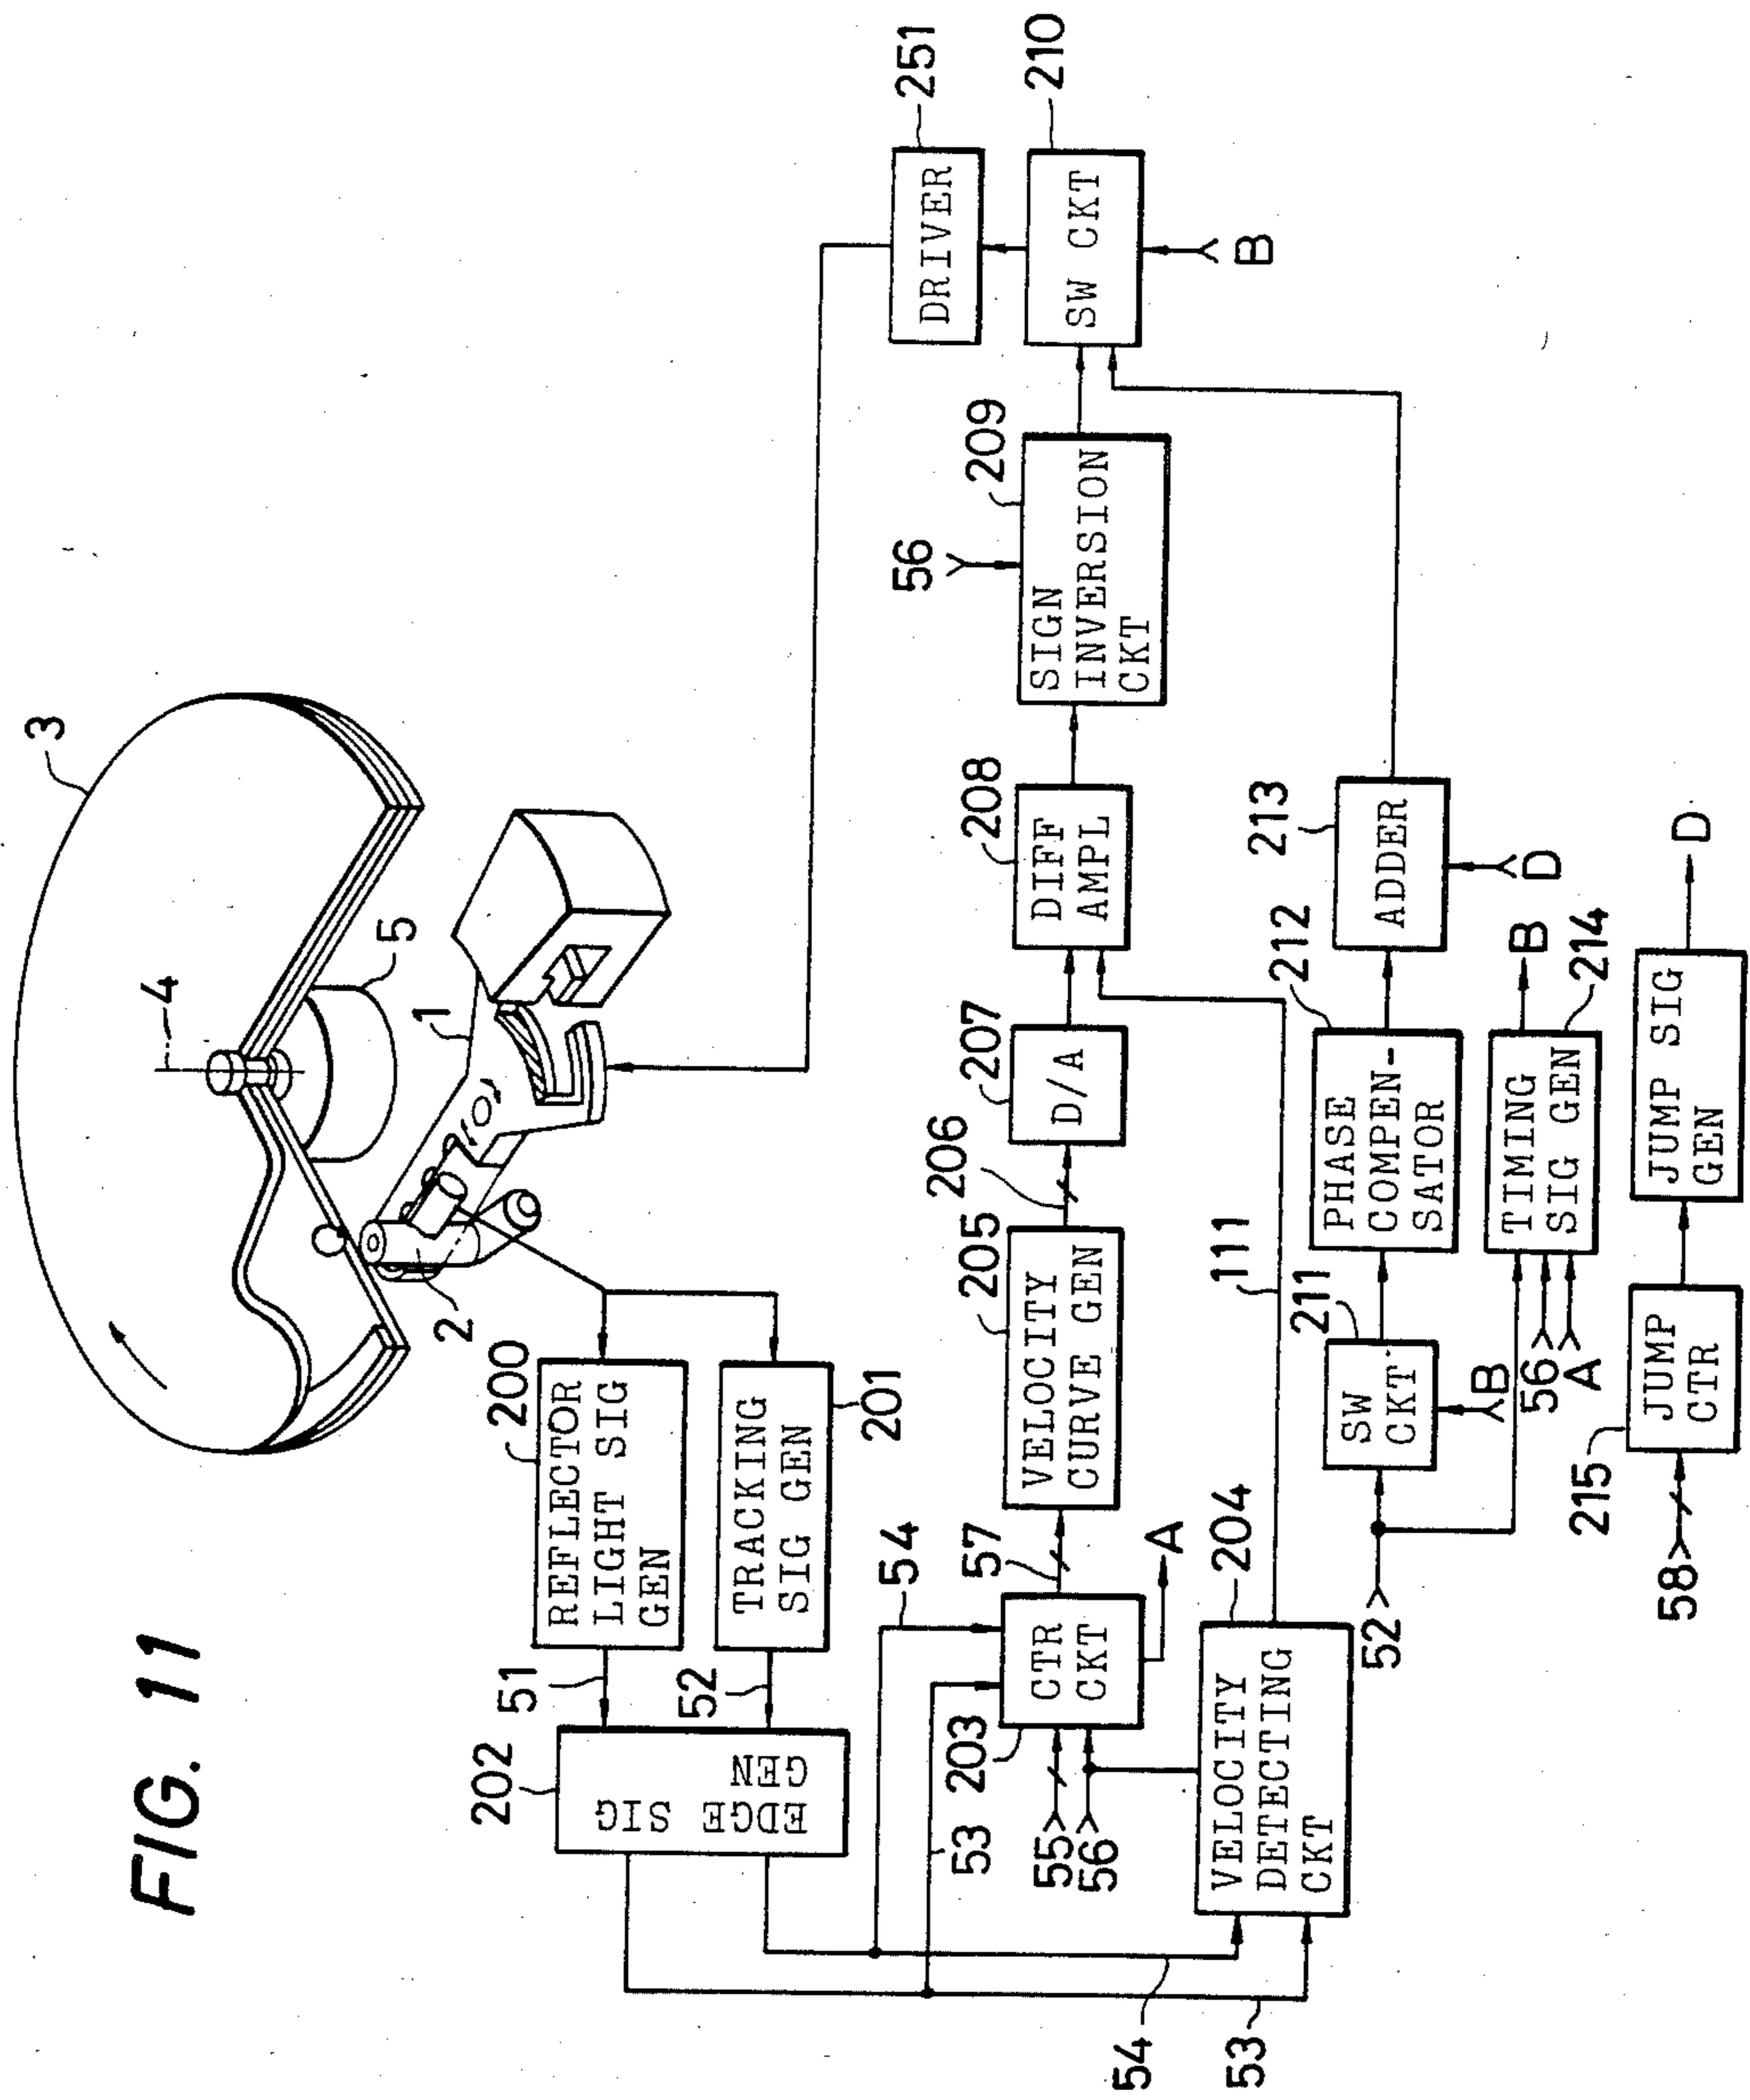 FIG. 11
3
4
5
1
2
200
REFLECTOR
LIGHT SIG
GEN
201
TRACKING
SIG GEN
51
52
202
EDGE SIG
GEN
54
53
203
CTR
CKT
55
56
57
A
205
VELOCITY
CURVE GEN
206
207
D/A
208
DIFF
AMPL
56
209
SIGN
INVERSION
CKT
251
DRIVER
210
SW CKT
B
54
53
204
VELOCITY
DETECTING
CKT
111
52
211
SW
CKT
B
212
PHASE
COMPEN-
SATOR
213
ADDER
D
56
A
214
TIMING
SIG GEN
B
58
215
JUMP
CTR
JUMP SIG
GEN
D